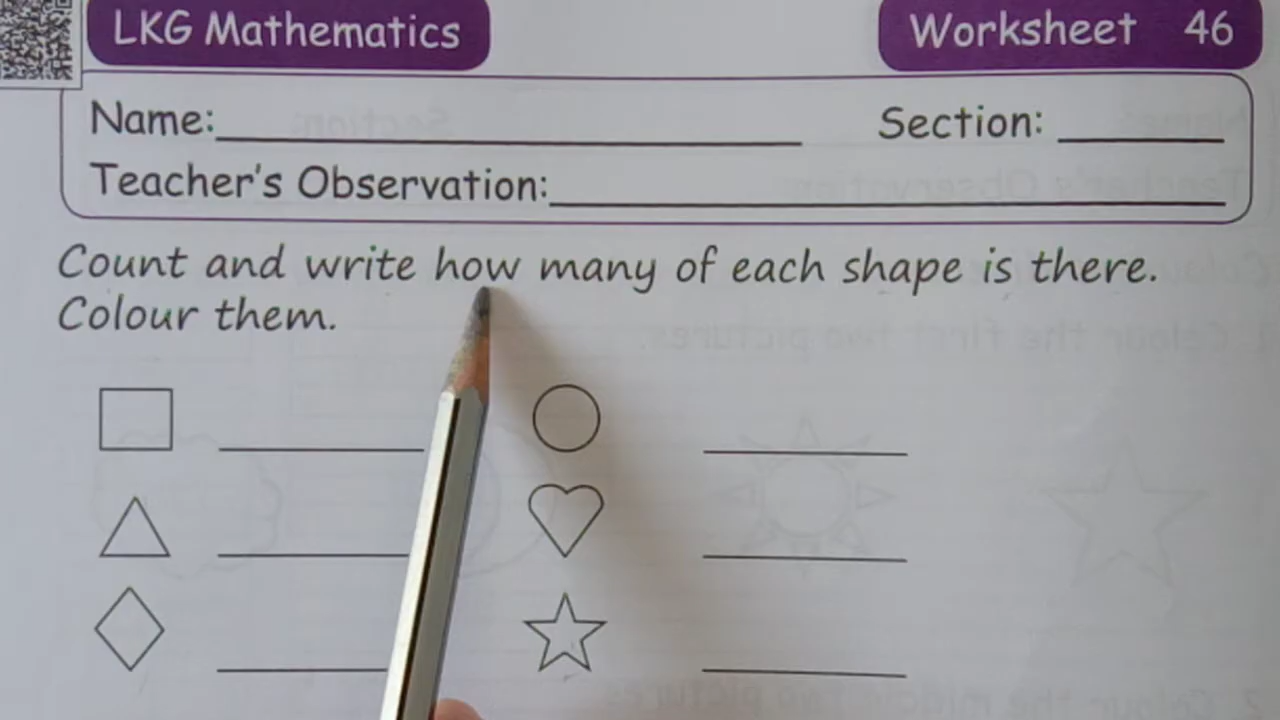 LKG Mathematics
Worksheet 46
Name:
Section:
Teacher's Observation:
Count and write how many of each shape is there.
Colour them.